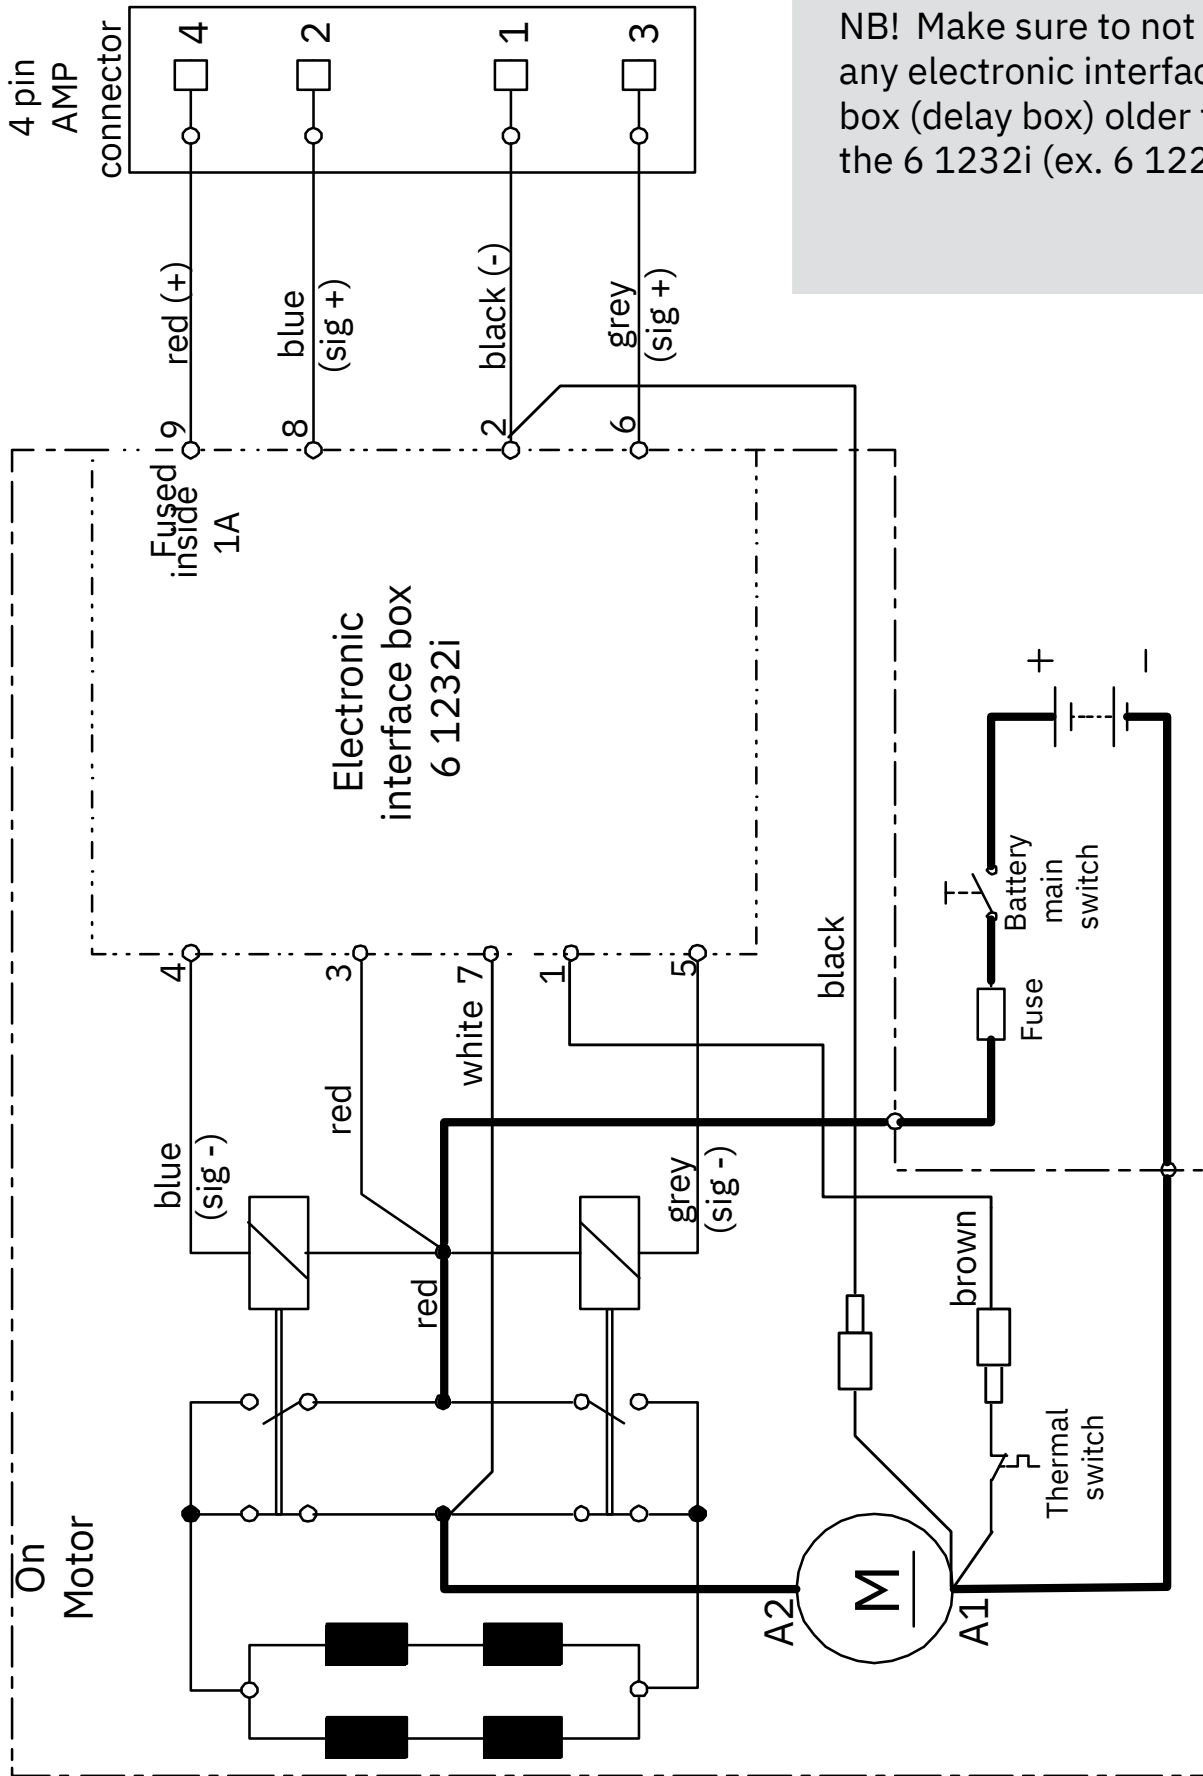 4 pin
AMP
connector
4
2
1
3
NB! Make sure to not
any electronic interfac
box (delay box) older t
the 6 1232i (ex. 6 122
red (+)
blue
(sig +)
black (-)
grey
(sig +)
9
8
2
6
Fused
inside
1A
Electronic
interface box
6 1232i
+
–
Battery
main
switch
Fuse
black
4
3
7
1
5
blue
(sig -)
red
white
grey
(sig -)
red
brown
Thermal
switch
On
Motor
M
A2
A1